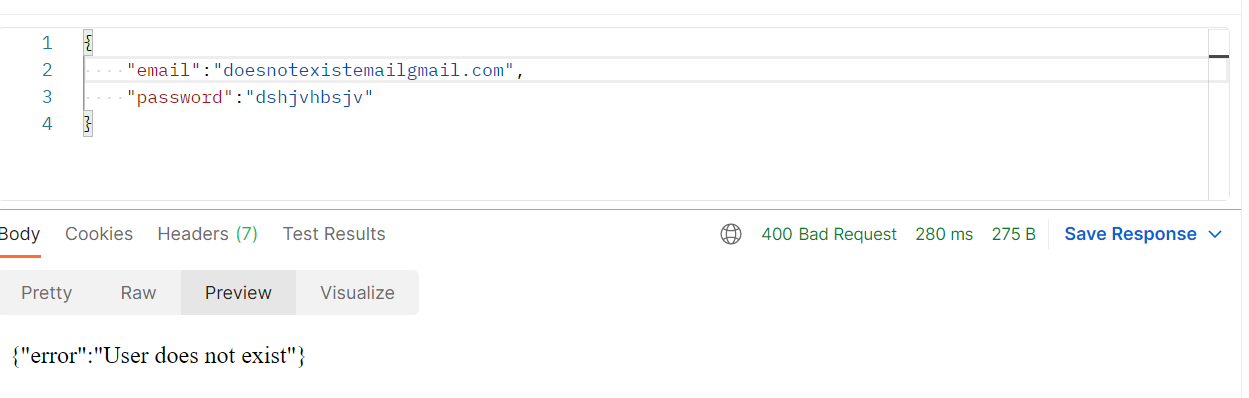 1 {
2 ····"email":"doesnotexistemailgmail.com",
3 ····"password":"dshjvhbsjv"
4 }
Body Cookies Headers (7) Test Results 400 Bad Request 280 ms 275 B Save Response
Pretty Raw Preview Visualize
{"error":"User does not exist"}